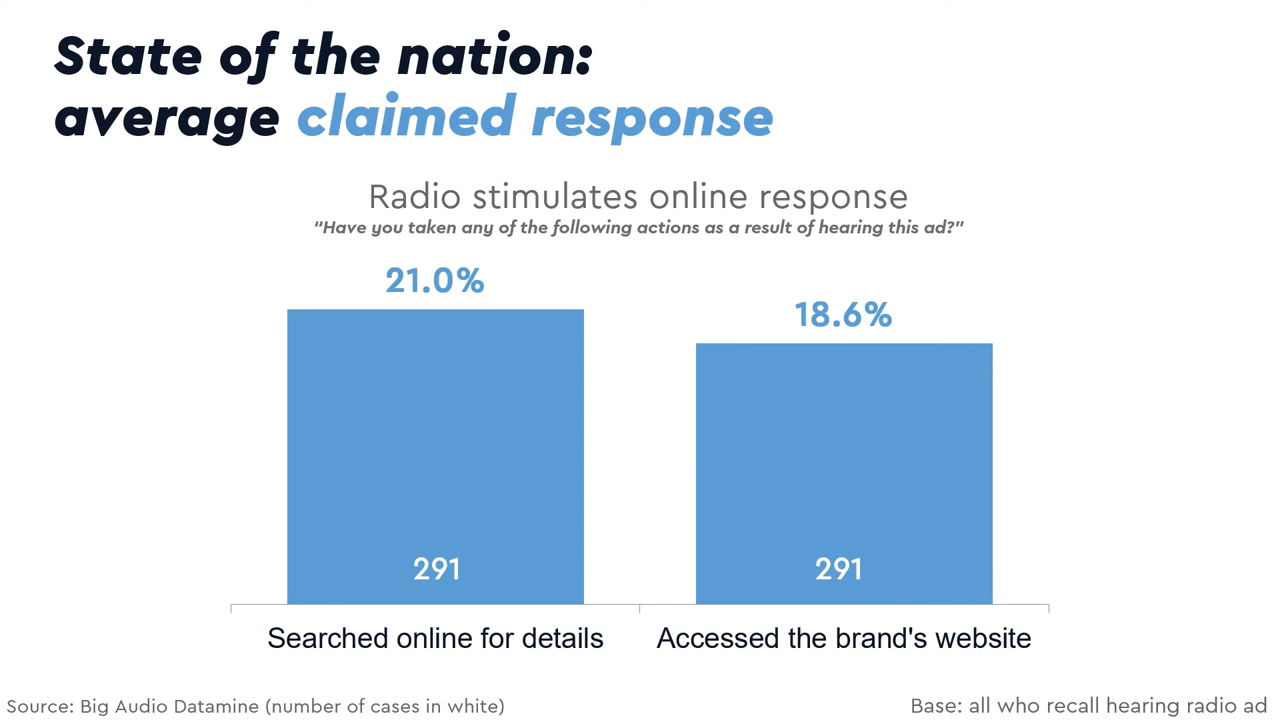 State of the nation:
average claimed response
Radio stimulates online response
“Have you taken any of the following actions as a result of hearing this ad?”
21.0%
18.6%
291
291
Searched online for details
Accessed the brand's website
Source: Big Audio Datamine (number of cases in white)
Base: all who recall hearing radio ad